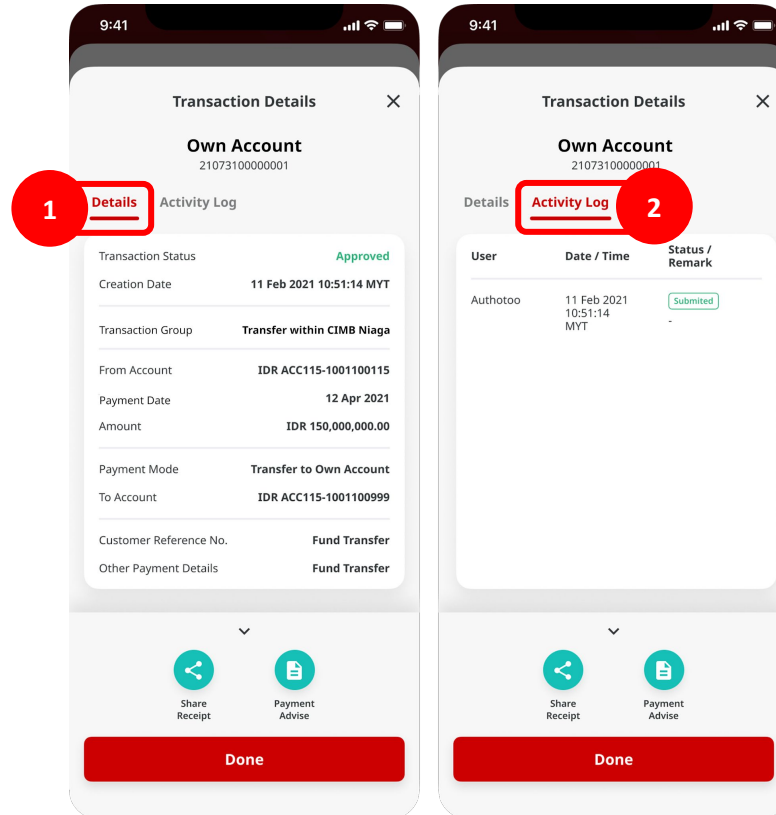 9:41
Transaction Details
Own Account
21073100000001
1
Details Activity Log
Transaction Status Approved
Creation Date 11 Feb 2021 10:51:14 MYT
Transaction Group Transfer within CIMB Niaga
From Account IDR ACC115-1001100115
Payment Date 12 Apr 2021
Amount IDR 150,000,000.00
Payment Mode Transfer to Own Account
To Account IDR ACC115-1001100999
Customer Reference No. Fund Transfer
Other Payment Details Fund Transfer
Share
Receipt
Payment
Advise
Done
9:41
Transaction Details
Own Account
21073100000001
Details Activity Log
2
User Date / Time Status /
Remark
Authotoo 11 Feb 2021
10:51:14
MYT
Submited
-
Share
Receipt
Payment
Advise
Done